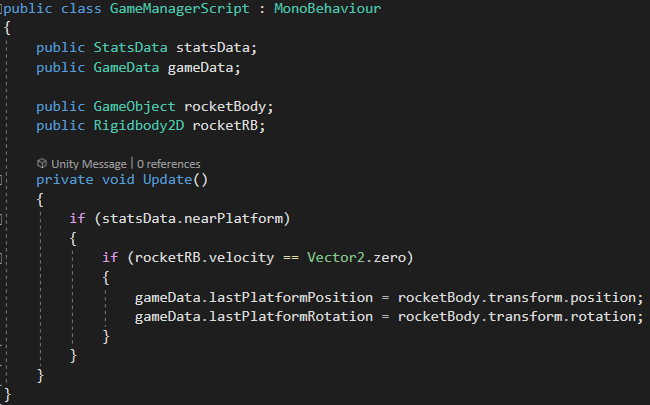 public class GameManagerScript : MonoBehaviour
{
    public StatsData statsData;
    public GameData gameData;

    public GameObject rocketBody;
    public Rigidbody2D rocketRB;

    Unity Message | 0 references
    private void Update()
    {
        if (statsData.nearPlatform)
        {
            if (rocketRB.velocity == Vector2.zero)
            {
                gameData.lastPlatformPosition = rocketBody.transform.position;
                gameData.lastPlatformRotation = rocketBody.transform.rotation;
            }
        }
    }
}